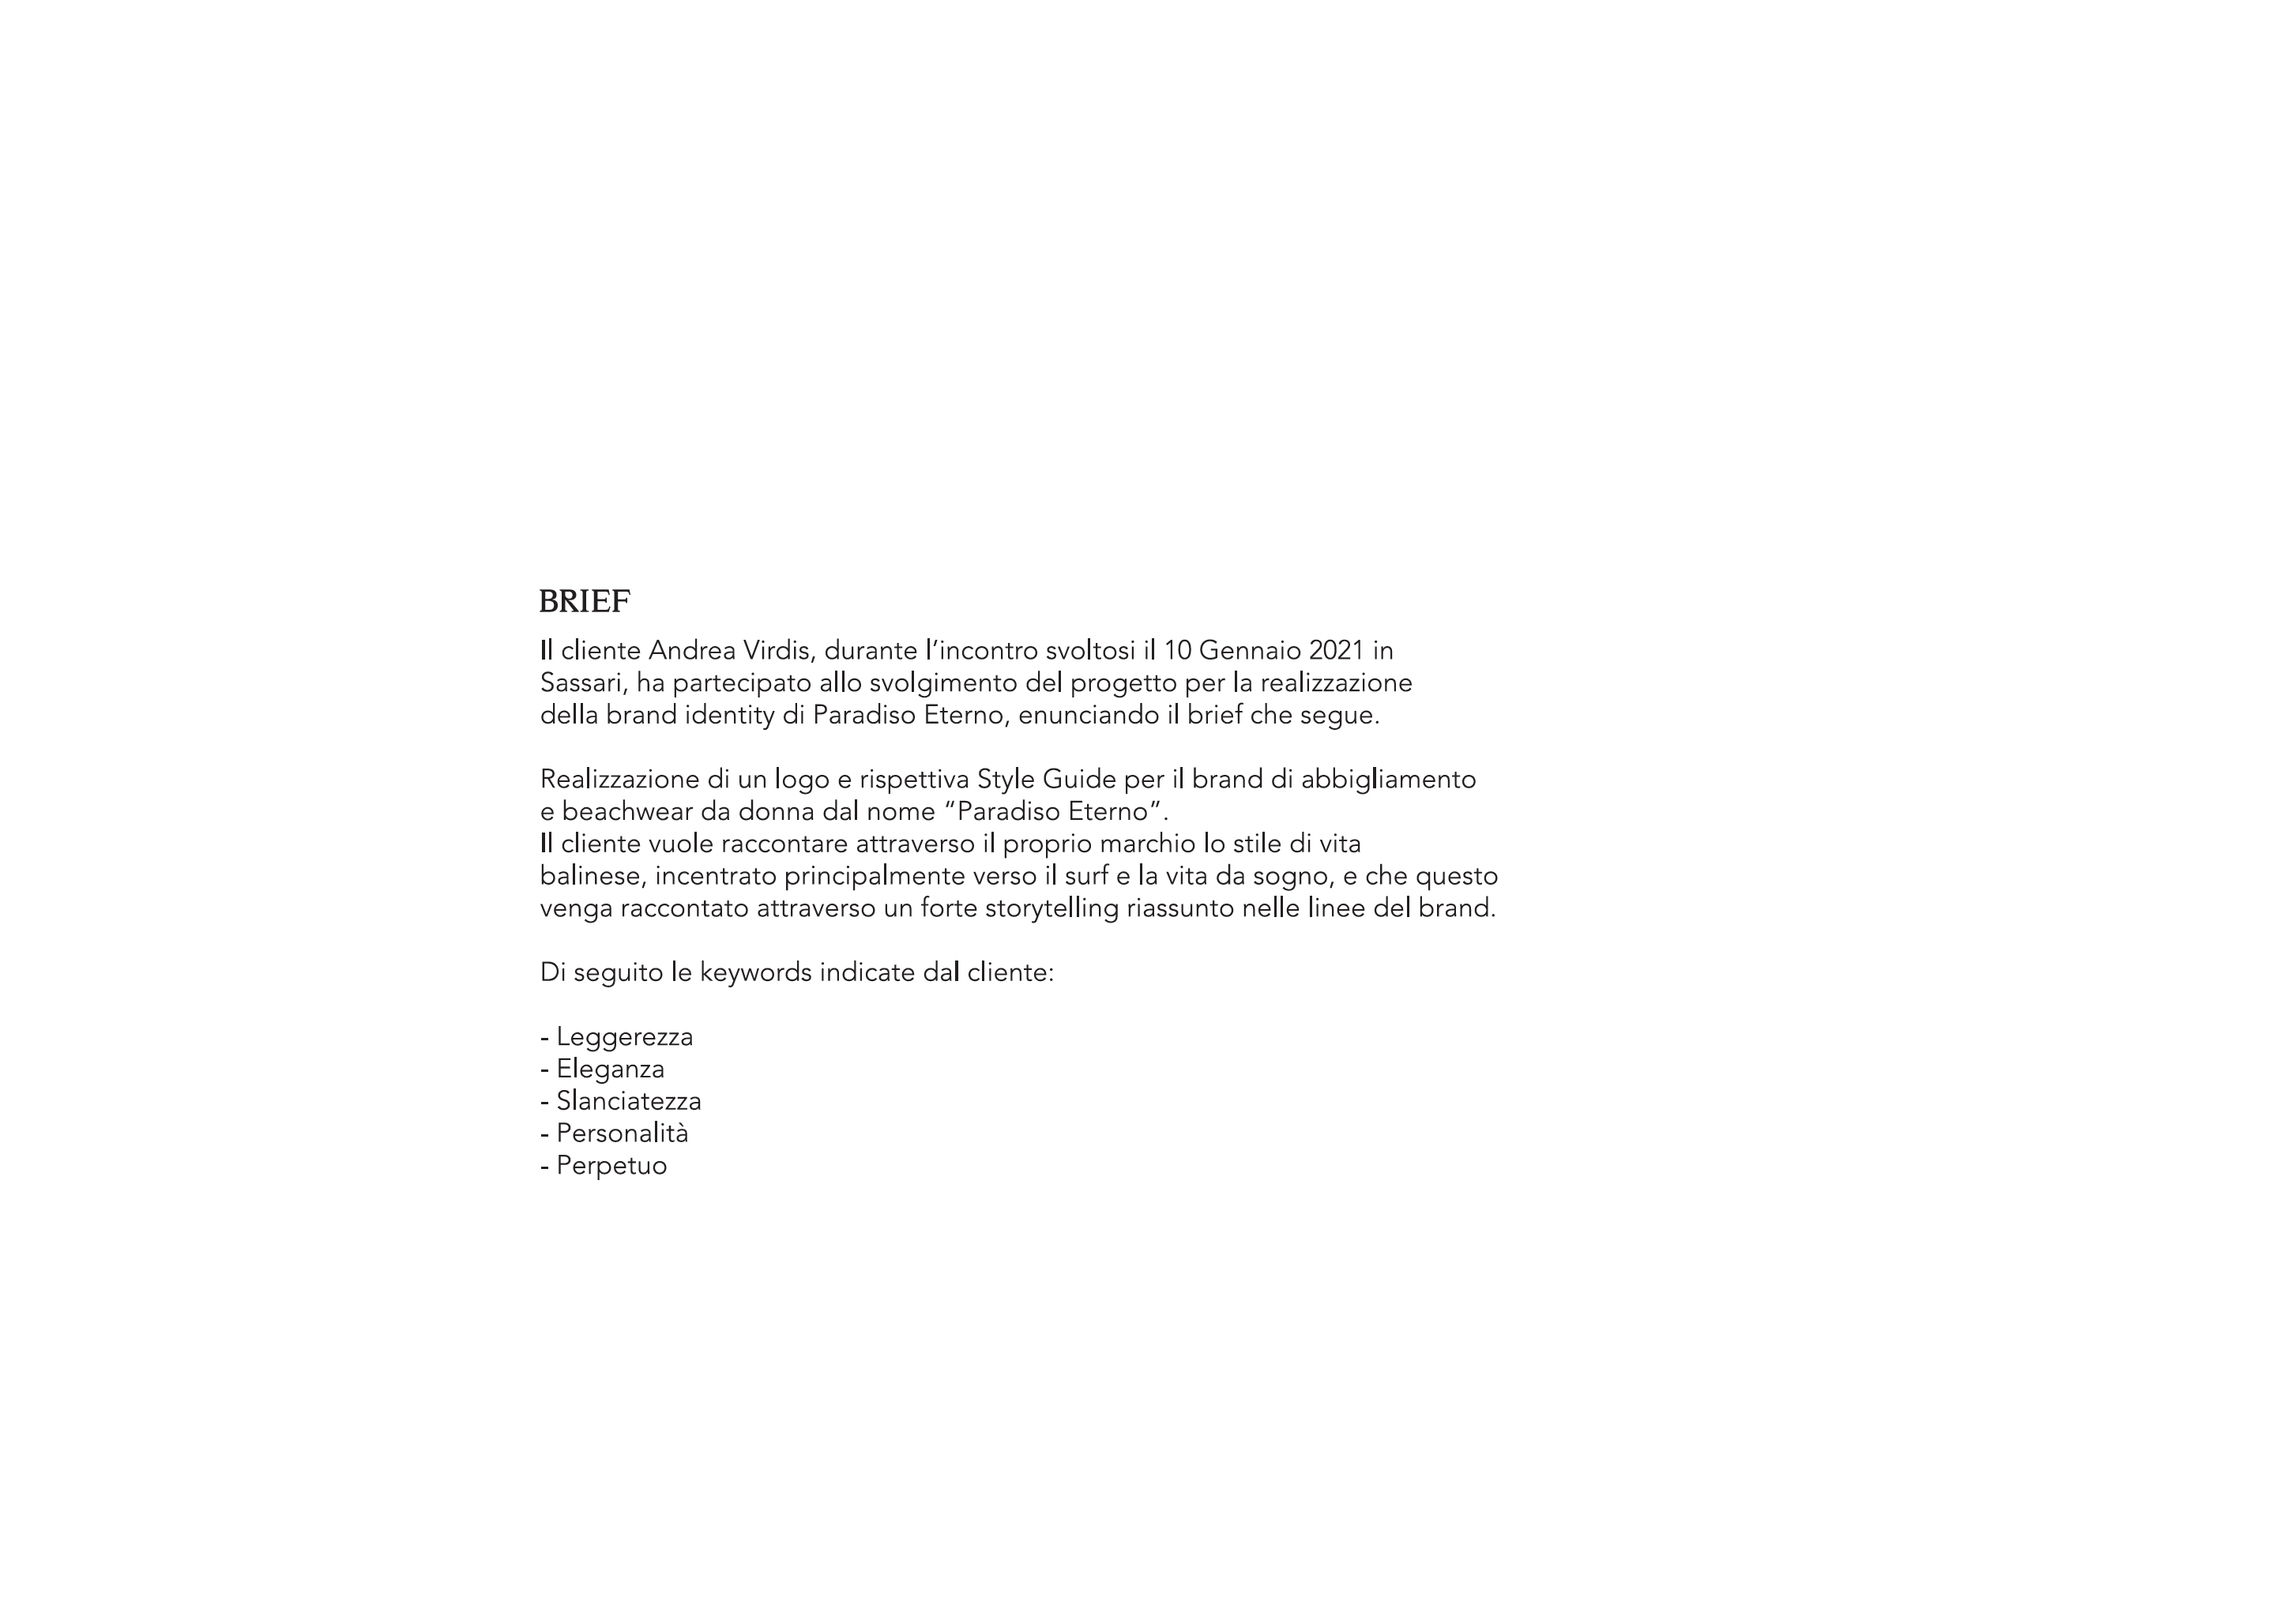 BRIEF
Il cliente Andrea Virdis, durante l’incontro svoltosi il 10 Gennaio 2021 in
Sassari, ha partecipato allo svolgimento del progetto per la realizzazione
della brand identity di Paradiso Eterno, enunciando il brief che segue.
Realizzazione di un logo e rispettiva Style Guide per il brand di abbigliamento
e beachwear da donna dal nome “Paradiso Eterno”.
Il cliente vuole raccontare attraverso il proprio marchio lo stile di vita
balinese, incentrato principalmente verso il surf e la vita da sogno, e che questo
venga raccontato attraverso un forte storytelling riassunto nelle linee del brand.
Di seguito le keywords indicate dal cliente:
- Leggerezza
- Eleganza
- Slanciatezza
- Personalità
- Perpetuo